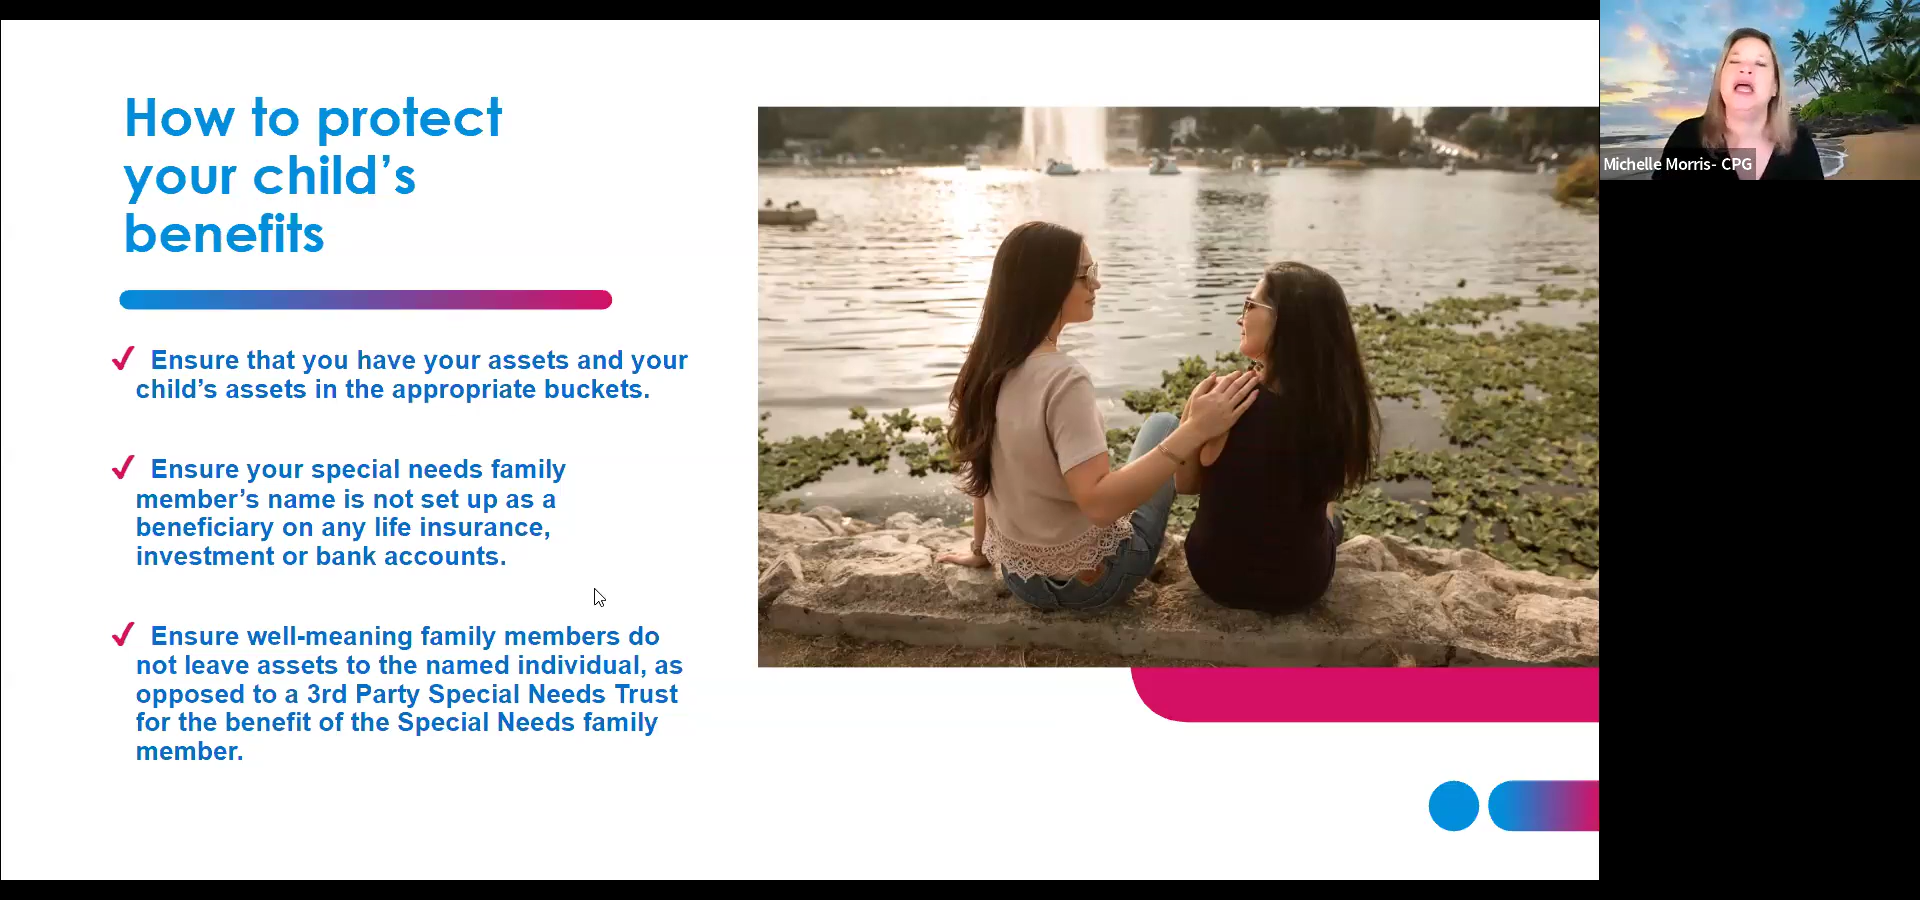 How to protect
your child’s
benefits
✓ Ensure that you have your assets and your
child’s assets in the appropriate buckets.
✓ Ensure your special needs family
member’s name is not set up as a
beneficiary on any life insurance,
investment or bank accounts.
✓ Ensure well-meaning family members do
not leave assets to the named individual, as
opposed to a 3rd Party Special Needs Trust
for the benefit of the Special Needs family
member.
Michelle Morris- CPG